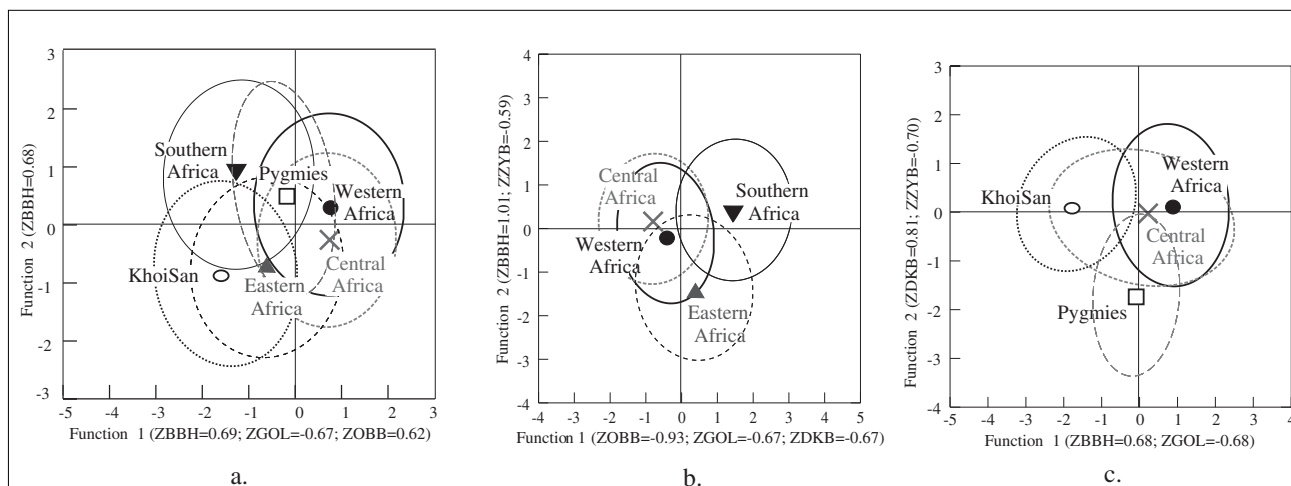 3
2
1
0
-1
-2
-3
Function 2 (ZBBH=0.68)
Southern
Africa
Pygmies
Western
Africa
KhoiSan
Eastern
Africa
Central
Africa
-5 -4 -3 -2 -1 0 1 2 3
Function 1 (ZBBH=0.69; ZGOL=-0.67; ZOBB=0.62)
a.
4
3
2
1
0
-1
-2
-3
-4
Function 2 (ZBBH=1.01; ZZYB=-0.59)
Central
Africa
Southern
Africa
Western
Africa
Eastern
Africa
-4 -3 -2 -1 0 1 2 3 4 5
Function 1 (ZOBB=-0.93; ZGOL=-0.67; ZDKB=-0.67)
b.
3
2
1
0
-1
-2
-3
-4
Function 2 (ZDKB=0.81; ZZYB=-0.70)
KhoiSan
Western
Africa
Central
Africa
Pygmies
-4 -3 -2 -1 0 1 2 3 4
Function 1 (ZBBH=0.68; ZGOL=-0.68)
c.